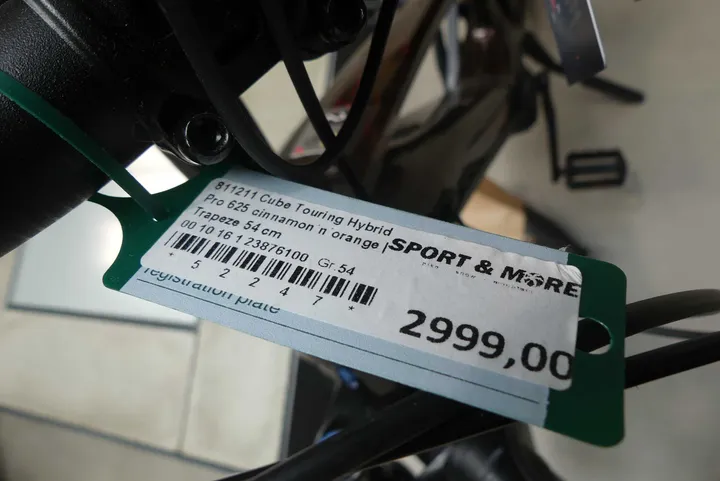 811211 Cube Touring Hybrid
Pro 625 cinnamon n orange |
Trapeze 54 cm
00 10 16 1 23876100 Gr.54
SPORT & MORE
* 5 2 2 4 7 *
registration plate
2999,00